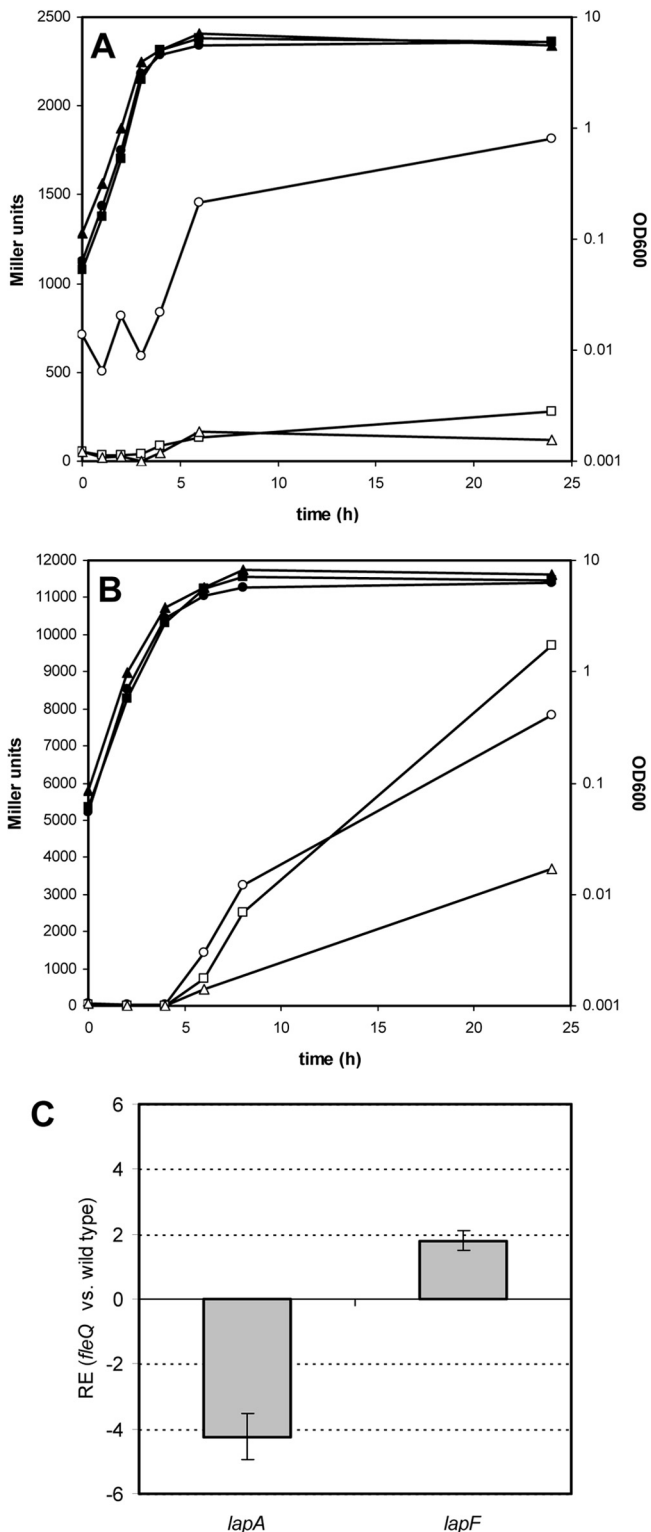 A
Miller units
2500
2000
1500
1000
500
0
10
1
0.1
0.01
0.001
OD600
0 5 10 15 20 25
time (h)
B
Miller units
12000
11000
10000
9000
8000
7000
6000
5000
4000
3000
2000
1000
0
10
1
0.1
0.01
0.001
OD600
0 5 10 15 20 25
time (h)
C
RE (fleQ vs. wild type)
6
4
2
0
-2
-4
-6
lapA lapF